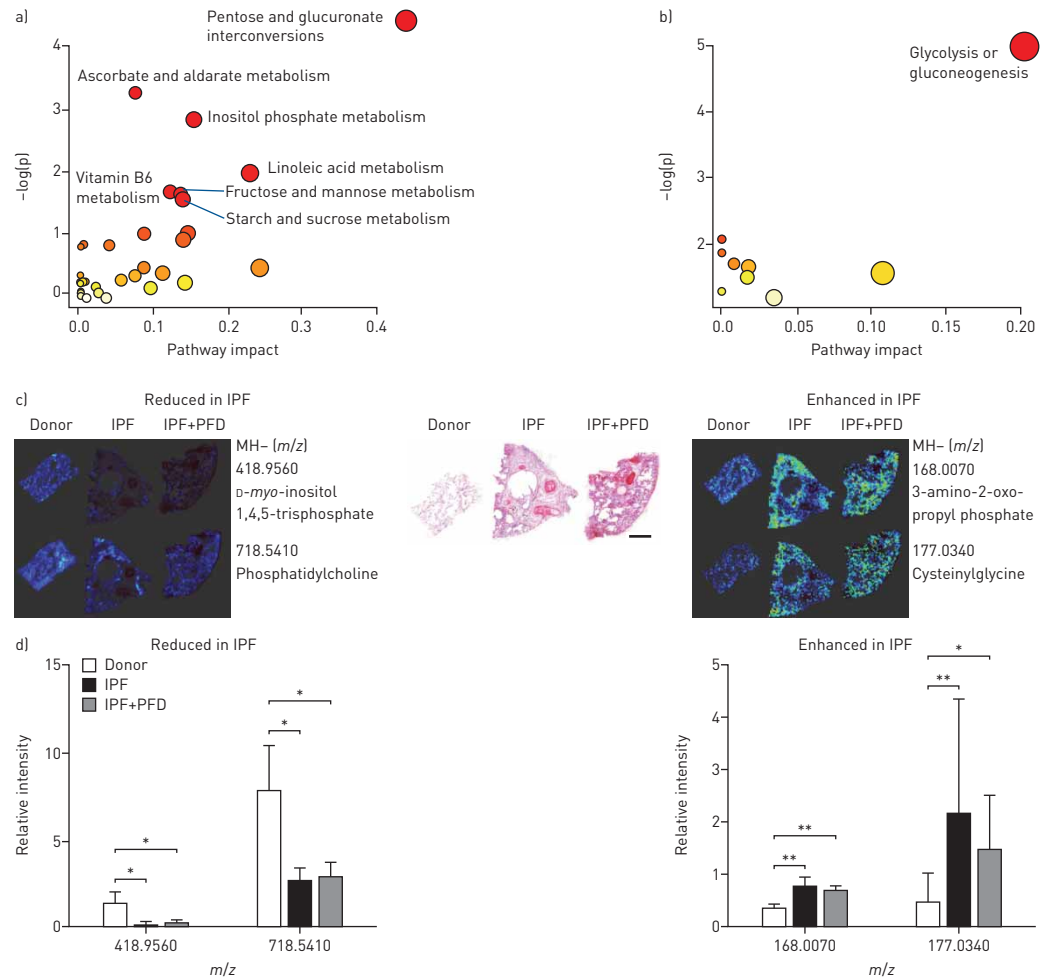 a)
Pentose and glucuronate
interconversions
Ascorbate and aldarate metabolism
Inositol phosphate metabolism
Linoleic acid metabolism
Vitamin B6
metabolism
Fructose and mannose metabolism
Starch and sucrose metabolism
4
3
2
1
0
–log(p)
0.0
0.1
0.2
0.3
0.4
Pathway impact
b)
Glycolysis or
gluconeogenesis
5
4
5
3
2
–log(p)
0.0
0.05
0.10
0.15
0.20
Pathway impact
c)
Reduced in IPF
Donor
IPF
IPF+PFD
MH– (m/z)
418.9560
D-myo-inositol
1,4,5-trisphosphate
718.5410
Phosphatidylcholine
Donor
IPF
IPF+PFD
Enhanced in IPF
Donor
IPF
IPF+PFD
MH– (m/z)
168.0070
3-amino-2-oxo-
propyl phosphate
177.0340
Cysteinylglycine
d)
Reduced in IPF
Donor
IPF
IPF+PFD
15
10
5
0
Relative intensity
*
*
*
*
418.9560
718.5410
m/z
Enhanced in IPF
5
4
3
2
1
0
Relative intensity
**
**
**
*
168.0070
177.0340
m/z